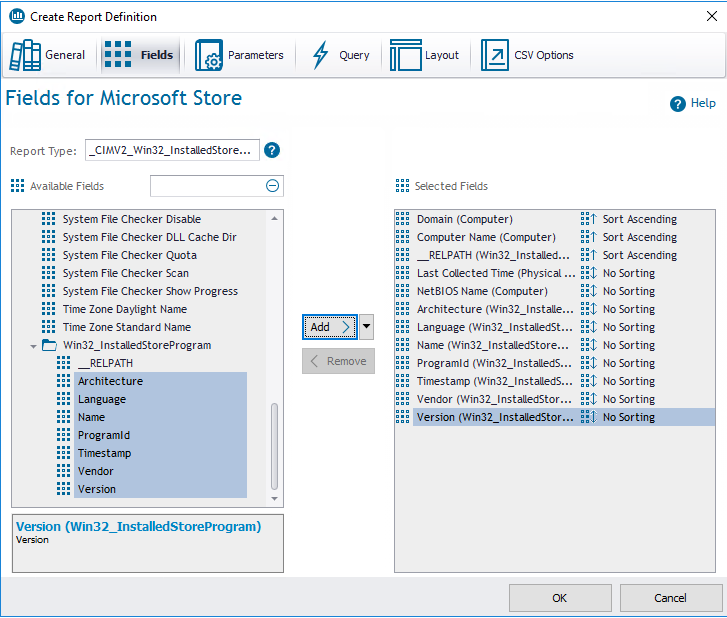 Create Report Definition
General
Fields
Parameters
Query
Layout
CSV Options
Fields for Microsoft Store
? Help
Report Type: _CIMV2_Win32_InstalledStore... ?
Available Fields
System File Checker Disable
System File Checker DLL Cache Dir
System File Checker Quota
System File Checker Scan
System File Checker Show Progress
Time Zone Daylight Name
Time Zone Standard Name
Win32_InstalledStoreProgram
__RELPATH
Architecture
Language
Name
ProgramId
Timestamp
Vendor
Version
Version (Win32_InstalledStoreProgram)
Version
Add
Remove
Selected Fields
Domain (Computer) Sort Ascending
Computer Name (Computer) Sort Ascending
__RELPATH (Win32_Installed... Sort Ascending
Last Collected Time (Physical ... No Sorting
NetBIOS Name (Computer) No Sorting
Architecture (Win32_Installe... No Sorting
Language (Win32_InstalledSt... No Sorting
Name (Win32_InstalledStore... No Sorting
ProgramId (Win32_InstalledS... No Sorting
Timestamp (Win32_InstalledS... No Sorting
Vendor (Win32_InstalledStor... No Sorting
Version (Win32_InstalledStor... No Sorting
OK
Cancel